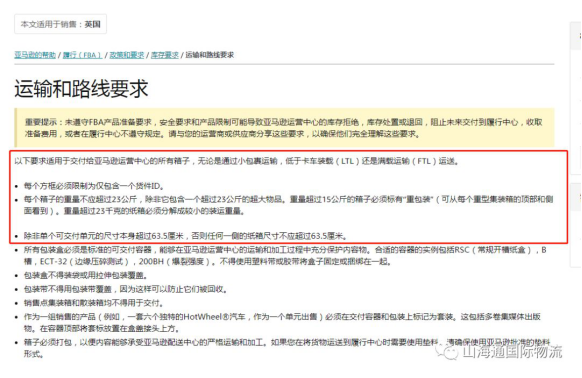 本文适用于销售：英国
亚马逊的帮助 / 履行（FBA） / 政策和要求 / 库存要求 / 运输和路线要求
运输和路线要求
重要提示：未遵守FBA产品准备要求，安全要求和产品限制可能导致亚马逊运营中心的库存拒绝，库存处置或退回，阻止未来交付到履行中心，收取
准备费用，或者在履行中心不遵守规定。请与您的运营商或供应商分享这些要求，以确保他们完全理解这些要求。
以下要求适用于交付给亚马逊运营中心的所有箱子，无论是通过小包裹运输，低于卡车装载（LTL）还是满载运输（FTL）运送。
• 每个方框必须限制为仅包含一个货件ID。
• 每个箱子的重量不应超过23公斤，除非它包含一个超过23公斤的超大物品。重量超过15公斤的箱子必须标有“重包装”（可从每个重型集装箱的顶部和侧
面看到）。重量超过23千克的纸箱必须分解成较小的装运重量。
• 除非单个可交付单元的尺寸本身超过63.5厘米，否则任何一侧的纸箱尺寸不应超过63.5厘米。
• 所有包装盒必须是标准的可交付容器，能够在亚马逊运营中心的运输和加工过程中充分保护内容物。合适的容器的实例包括RSC（常规开槽纸盒），B
槽，ECT-32（边缘压碎测试），200BH（爆裂强度）。不得使用塑料带或胶带将盒子固定或捆绑在一起。
• 包装盒不得装袋或用拉伸包装覆盖。
• 包装带不得用包装带覆盖，因为这样可以防止它们被回收。
• 销售点集装箱和散装箱均不得用于交付。
• 作为一组销售的产品（例如，一套六个独特的HotWheel®汽车，作为一个单元出售）必须在交付容器和包装上标记为套装。这包括多卷集媒体出版
物。在容器顶部将套标放置在盒盖接头上方。
• 箱子必须打包，以便内容能够承受亚马逊配送中心的严格运输和加工。如果您在将货物运送到履行中心时需要使用垫料，请确保使用亚马逊批准的垫料
形式。
山海通国际物流